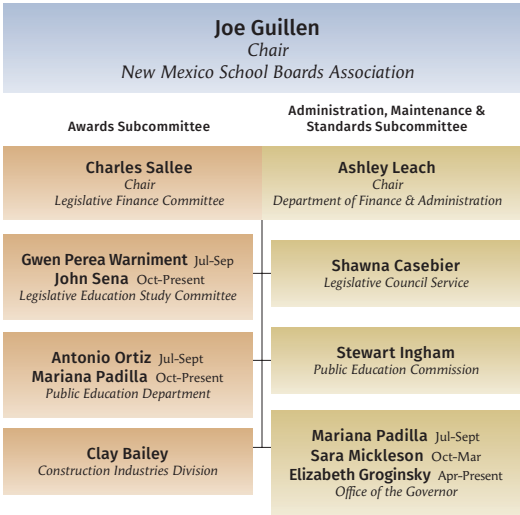 Joe Guillen
Chair
New Mexico School Boards Association
Awards Subcommittee
Charles Sallee
Chair
Legislative Finance Committee
Gwen Perea Warniment Jul-Sep
John Sena Oct-Present
Legislative Education Study Committee
Antonio Ortiz Jul-Sept
Mariana Padilla Oct-Present
Public Education Department
Clay Bailey
Construction Industries Division
Administration, Maintenance &
Standards Subcommittee
Ashley Leach
Chair
Department of Finance & Administration
Shawna Casebier
Legislative Council Service
Stewart Ingham
Public Education Commission
Mariana Padilla Jul-Sept
Sara Mickleson Oct-Mar
Elizabeth Groginsky Apr-Present
Office of the Governor